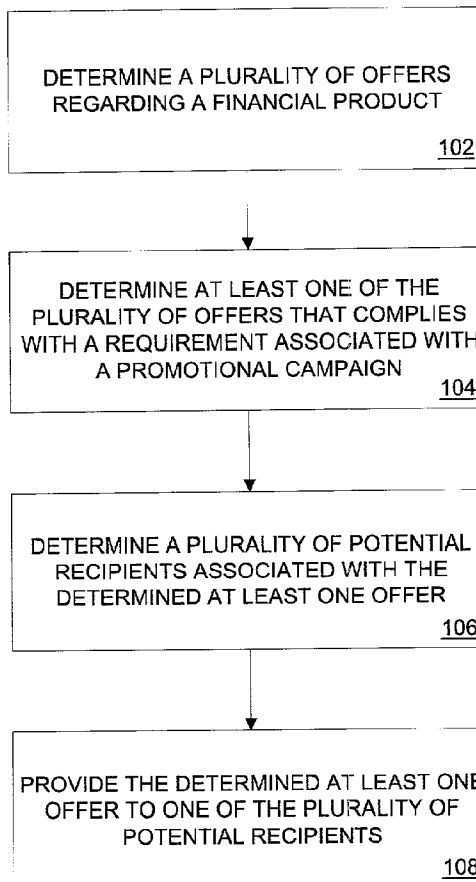 DETERMINE A PLURALITY OF OFFERS
REGARDING A FINANCIAL PRODUCT
102
DETERMINE AT LEAST ONE OF THE
PLURALITY OF OFFERS THAT COMPLIES
WITH A REQUIREMENT ASSOCIATED WITH
A PROMOTIONAL CAMPAIGN
104
DETERMINE A PLURALITY OF POTENTIAL
RECIPIENTS ASSOCIATED WITH THE
DETERMINED AT LEAST ONE OFFER
106
PROVIDE THE DETERMINED AT LEAST ONE
OFFER TO ONE OF THE PLURALITY OF
POTENTIAL RECIPIENTS
108